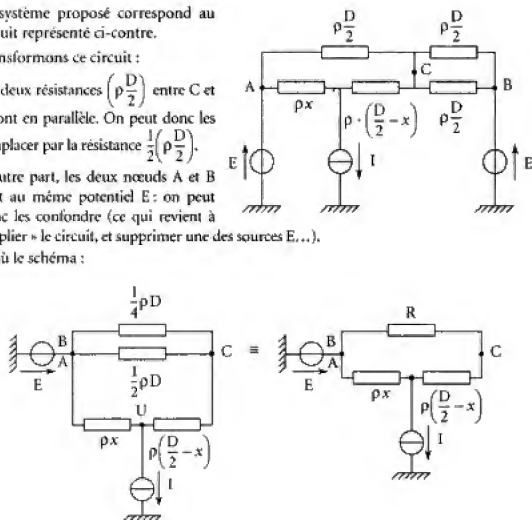 système proposé correspond au
uit représenté ci-contre.
nsformons ce circuit :
deux résistances (ρ D/2) entre C et
ont en parallèle. On peut donc les
placer par la résistance 1/2(ρ D/2).
utre part, les deux nœuds A et B
t au même potentiel E : on peut
nc les confondre (ce qui revient à
plier » le circuit, et supprimer une des sources E...).
ù le schéma :
ρ D/2
ρ D/2
C
A
B
ρx
ρ·(D/2 − x)
ρ D/2
E
I
E
1/4 ρD
R
B
A
C
≡
B
A
C
E
1/2 ρD
E
U
ρx
ρ(D/2 − x)
ρx
ρ(D/2 − x)
I
I